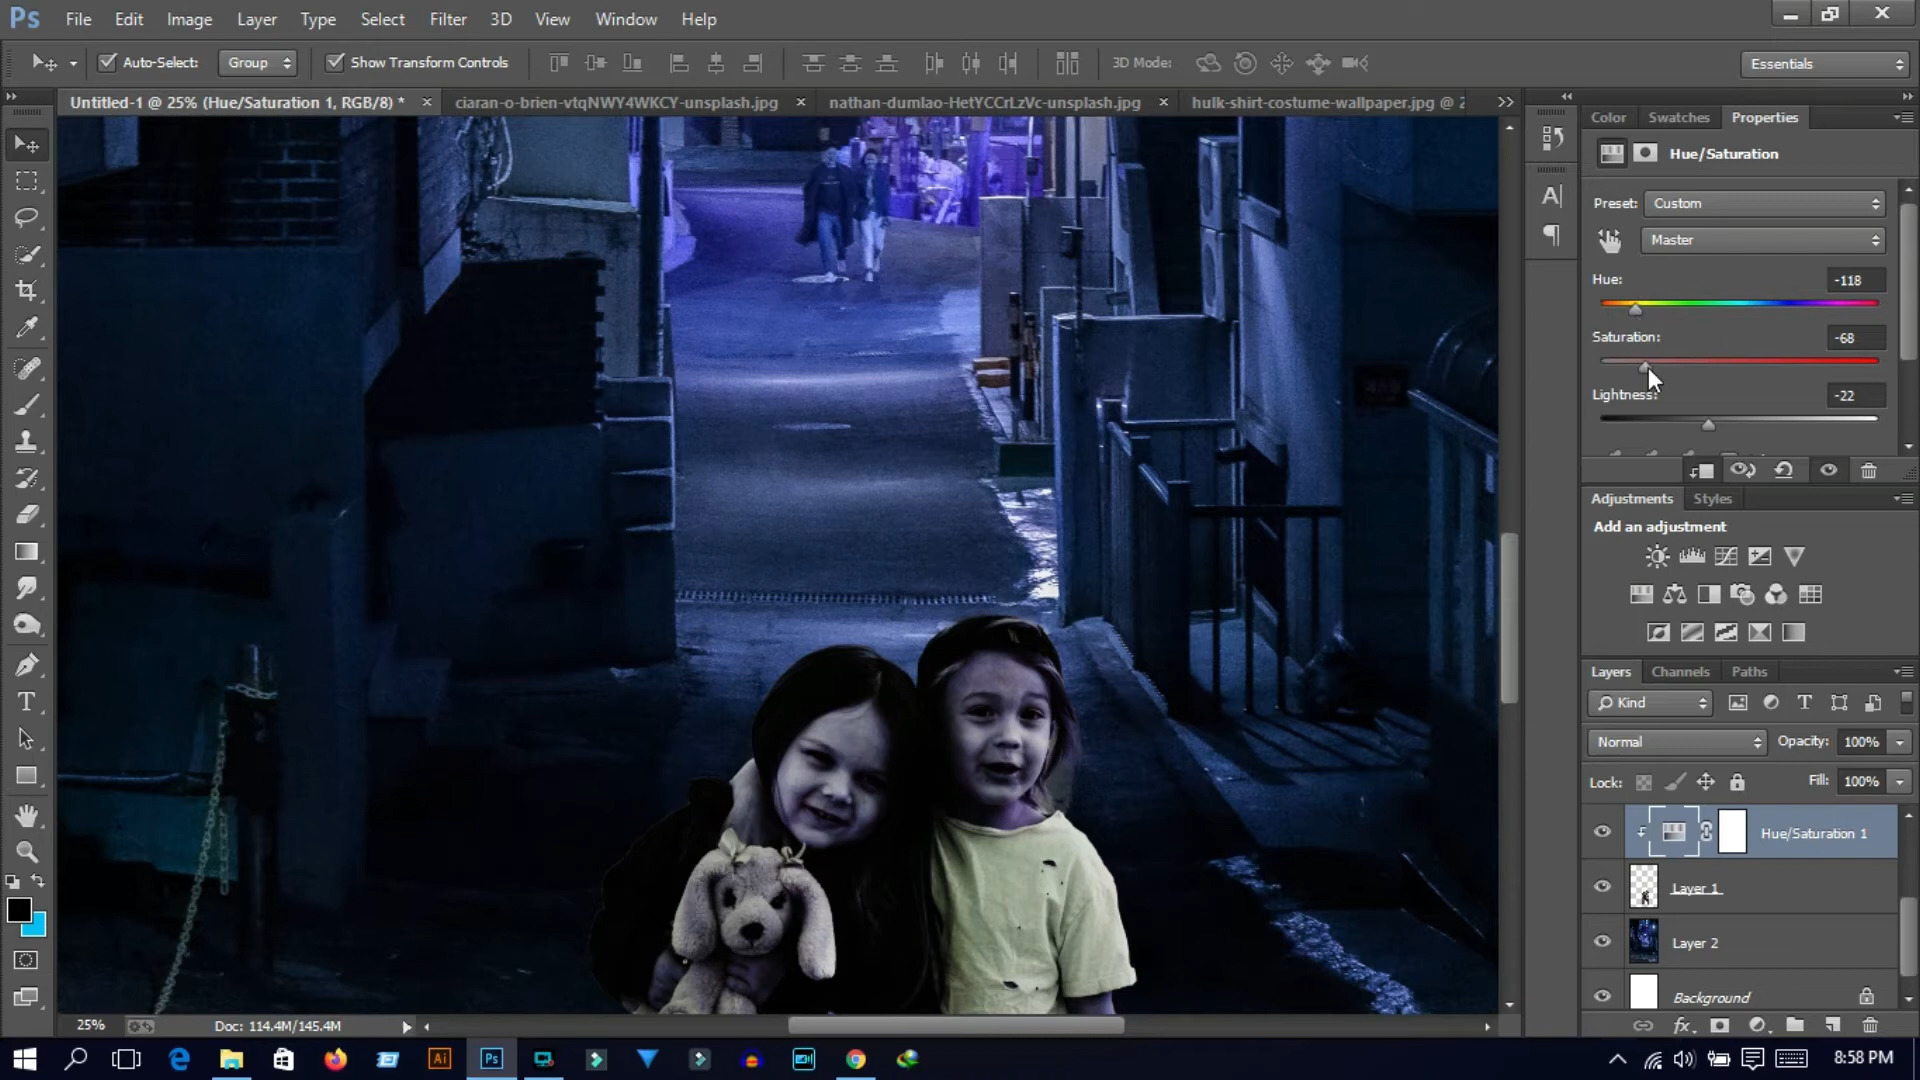 Ps File Edit Image Layer Type Select Filter 3D View Window Help
Auto-Select: Group Show Transform Controls 3D Mode: Essentials
Untitled-1 @ 25% (Hue/Saturation 1, RGB/8) * ciaran-o-brien-vtqNWY4WKCY-unsplash.jpg nathan-dumlao-HetYCCrLzVc-unsplash.jpg hulk-shirt-costume-wallpaper.jpg @ 2
Color Swatches Properties
Hue/Saturation
Preset: Custom
Master
Hue: -118
Saturation: -68
Lightness: -22
Adjustments Styles
Add an adjustment
Layers Channels Paths
Kind
Normal Opacity: 100%
Lock: Fill: 100%
Hue/Saturation 1
Layer 1
Layer 2
Background
25% Doc: 114.4M/145.4M
Ai Ps 8:58 PM